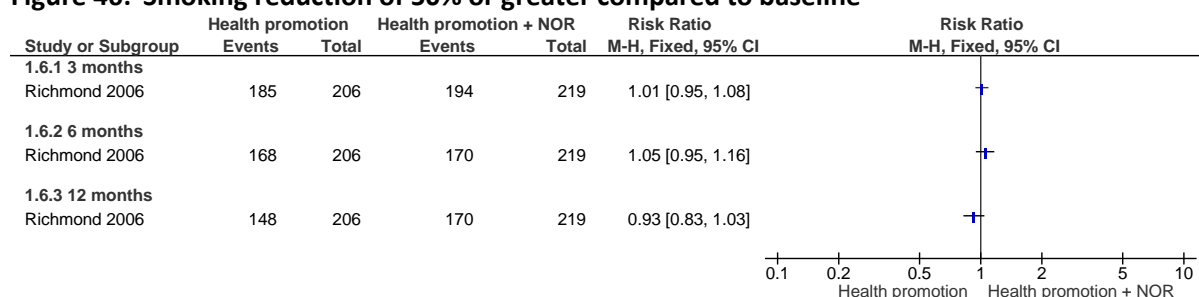 Figure 46: Smoking reduction of 50% or greater compared to baseline
Health promotion Health promotion + NOR Risk Ratio Risk Ratio
Study or Subgroup Events Total Events Total M-H, Fixed, 95% CI M-H, Fixed, 95% CI
1.6.1 3 months
Richmond 2006 185 206 194 219 1.01 [0.95, 1.08]
1.6.2 6 months
Richmond 2006 168 206 170 219 1.05 [0.95, 1.16]
1.6.3 12 months
Richmond 2006 148 206 170 219 0.93 [0.83, 1.03]
0.1 0.2 0.5 1 2 5 10
Health promotion Health promotion + NOR